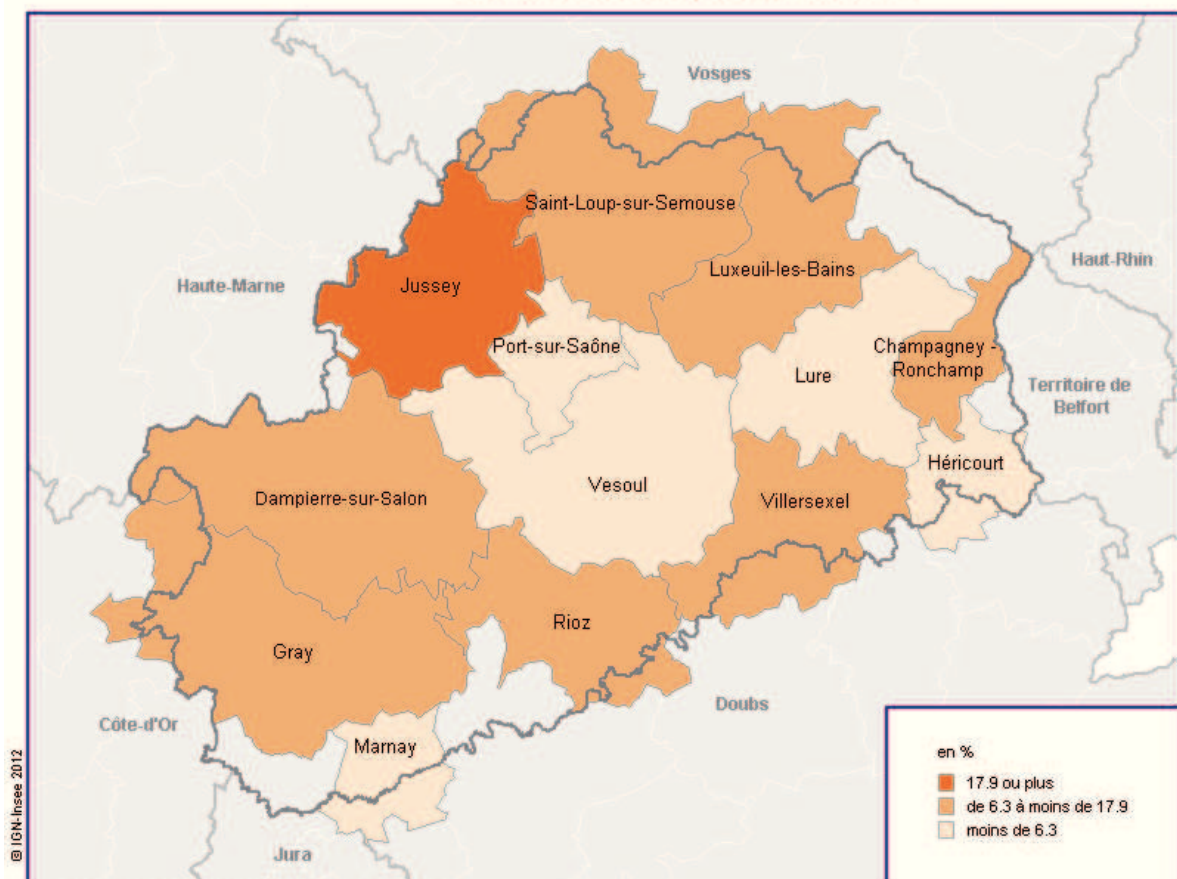 Vosges
Saint-Loup-sur-Semouse
Haut-Rhin
Luxeuil-les-Bains
Haute-Marne
Jussey
Port-sur-Saône
Champagney -
Ronchamp
Lure
Territoire de
Belfort
Héricourt
Vesoul
Dampierre-sur-Salon
Villersexel
Rioz
Gray
Doubs
Côte-d'Or
Marnay
Jura
en %
17.9 ou plus
de 6.3 à moins de 17.9
moins de 6.3
© IGN-Insee 2012